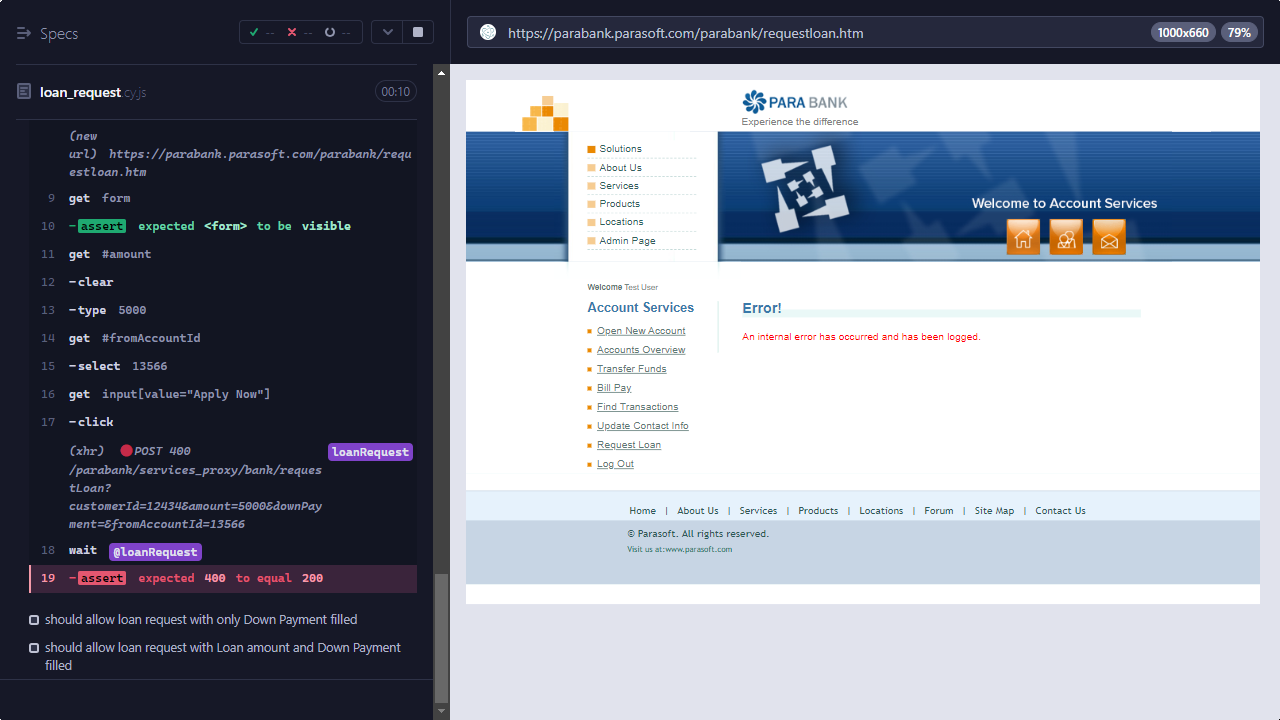 Specs
-- -- --
loan_request.cy.js 00:10
(new
url) https://parabank.parasoft.com/parabank/requ
estloan.htm
9 get form
10 -assert expected <form> to be visible
11 get #amount
12 -clear
13 -type 5000
14 get #fromAccountId
15 -select 13566
16 get input[value="Apply Now"]
17 -click
(xhr) POST 400 loanRequest
/parabank/services_proxy/bank/reques
tLoan?
customerId=12434&amount=5000&downPay
ment=&fromAccountId=13566
18 wait @loanRequest
19 -assert expected 400 to equal 200
should allow loan request with only Down Payment filled
should allow loan request with Loan amount and Down Payment
filled
https://parabank.parasoft.com/parabank/requestloan.htm 1000x660 79%
PARA BANK
Experience the difference
Solutions
About Us
Services
Products
Locations
Admin Page
Welcome to Account Services
Welcome Test User
Account Services
Open New Account
Accounts Overview
Transfer Funds
Bill Pay
Find Transactions
Update Contact Info
Request Loan
Log Out
Error!
An internal error has occurred and has been logged.
Home | About Us | Services | Products | Locations | Forum | Site Map | Contact Us
© Parasoft. All rights reserved.
Visit us at:www.parasoft.com